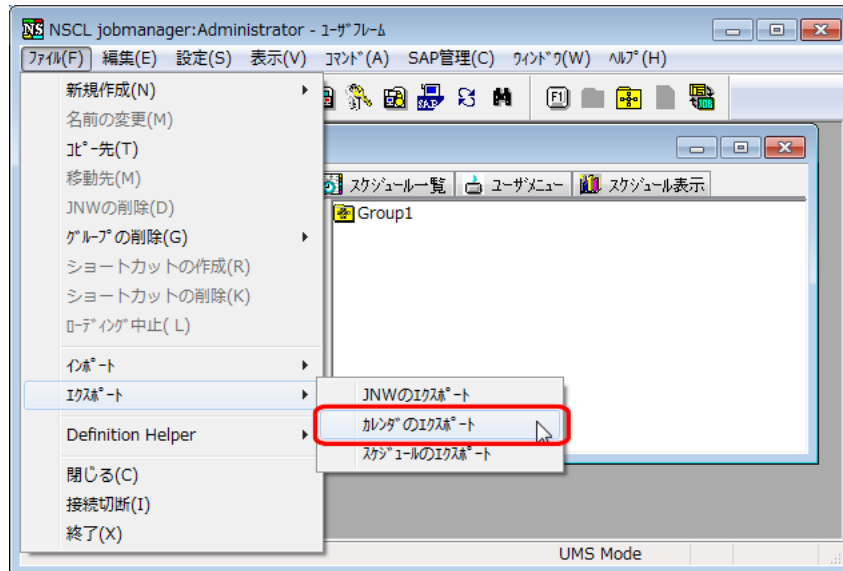 NS NSCL jobmanager:Administrator - ﾕｰｻﾞﾌﾚｰﾑ
ﾌｧｲﾙ(F) 編集(E) 設定(S) 表示(V) ｺﾏﾝﾄﾞ(A) SAP管理(C) ｳｨﾝﾄﾞｳ(W) ﾍﾙﾌﾟ(H)
SAP F1 JOB
スケジュール一覧 ユーザメニュー スケジュール表示
Group1
新規作成(N)
名前の変更(M)
ｺﾋﾟｰ先(T)
移動先(M)
JNWの削除(D)
ｸﾞﾙｰﾌﾟの削除(G)
ショートカットの作成(R)
ショートカットの削除(K)
ﾛｰﾃﾞｨﾝｸﾞ中止( L)
ｲﾝﾎﾟｰﾄ
ｴｸｽﾎﾟｰﾄ
Definition Helper
閉じる(C)
接続切断(I)
終了(X)
JNWのｴｸｽﾎﾟｰﾄ
ｶﾚﾝﾀﾞのｴｸｽﾎﾟｰﾄ
ｽｹｼﾞｭｰﾙのｴｸｽﾎﾟｰﾄ
UMS Mode